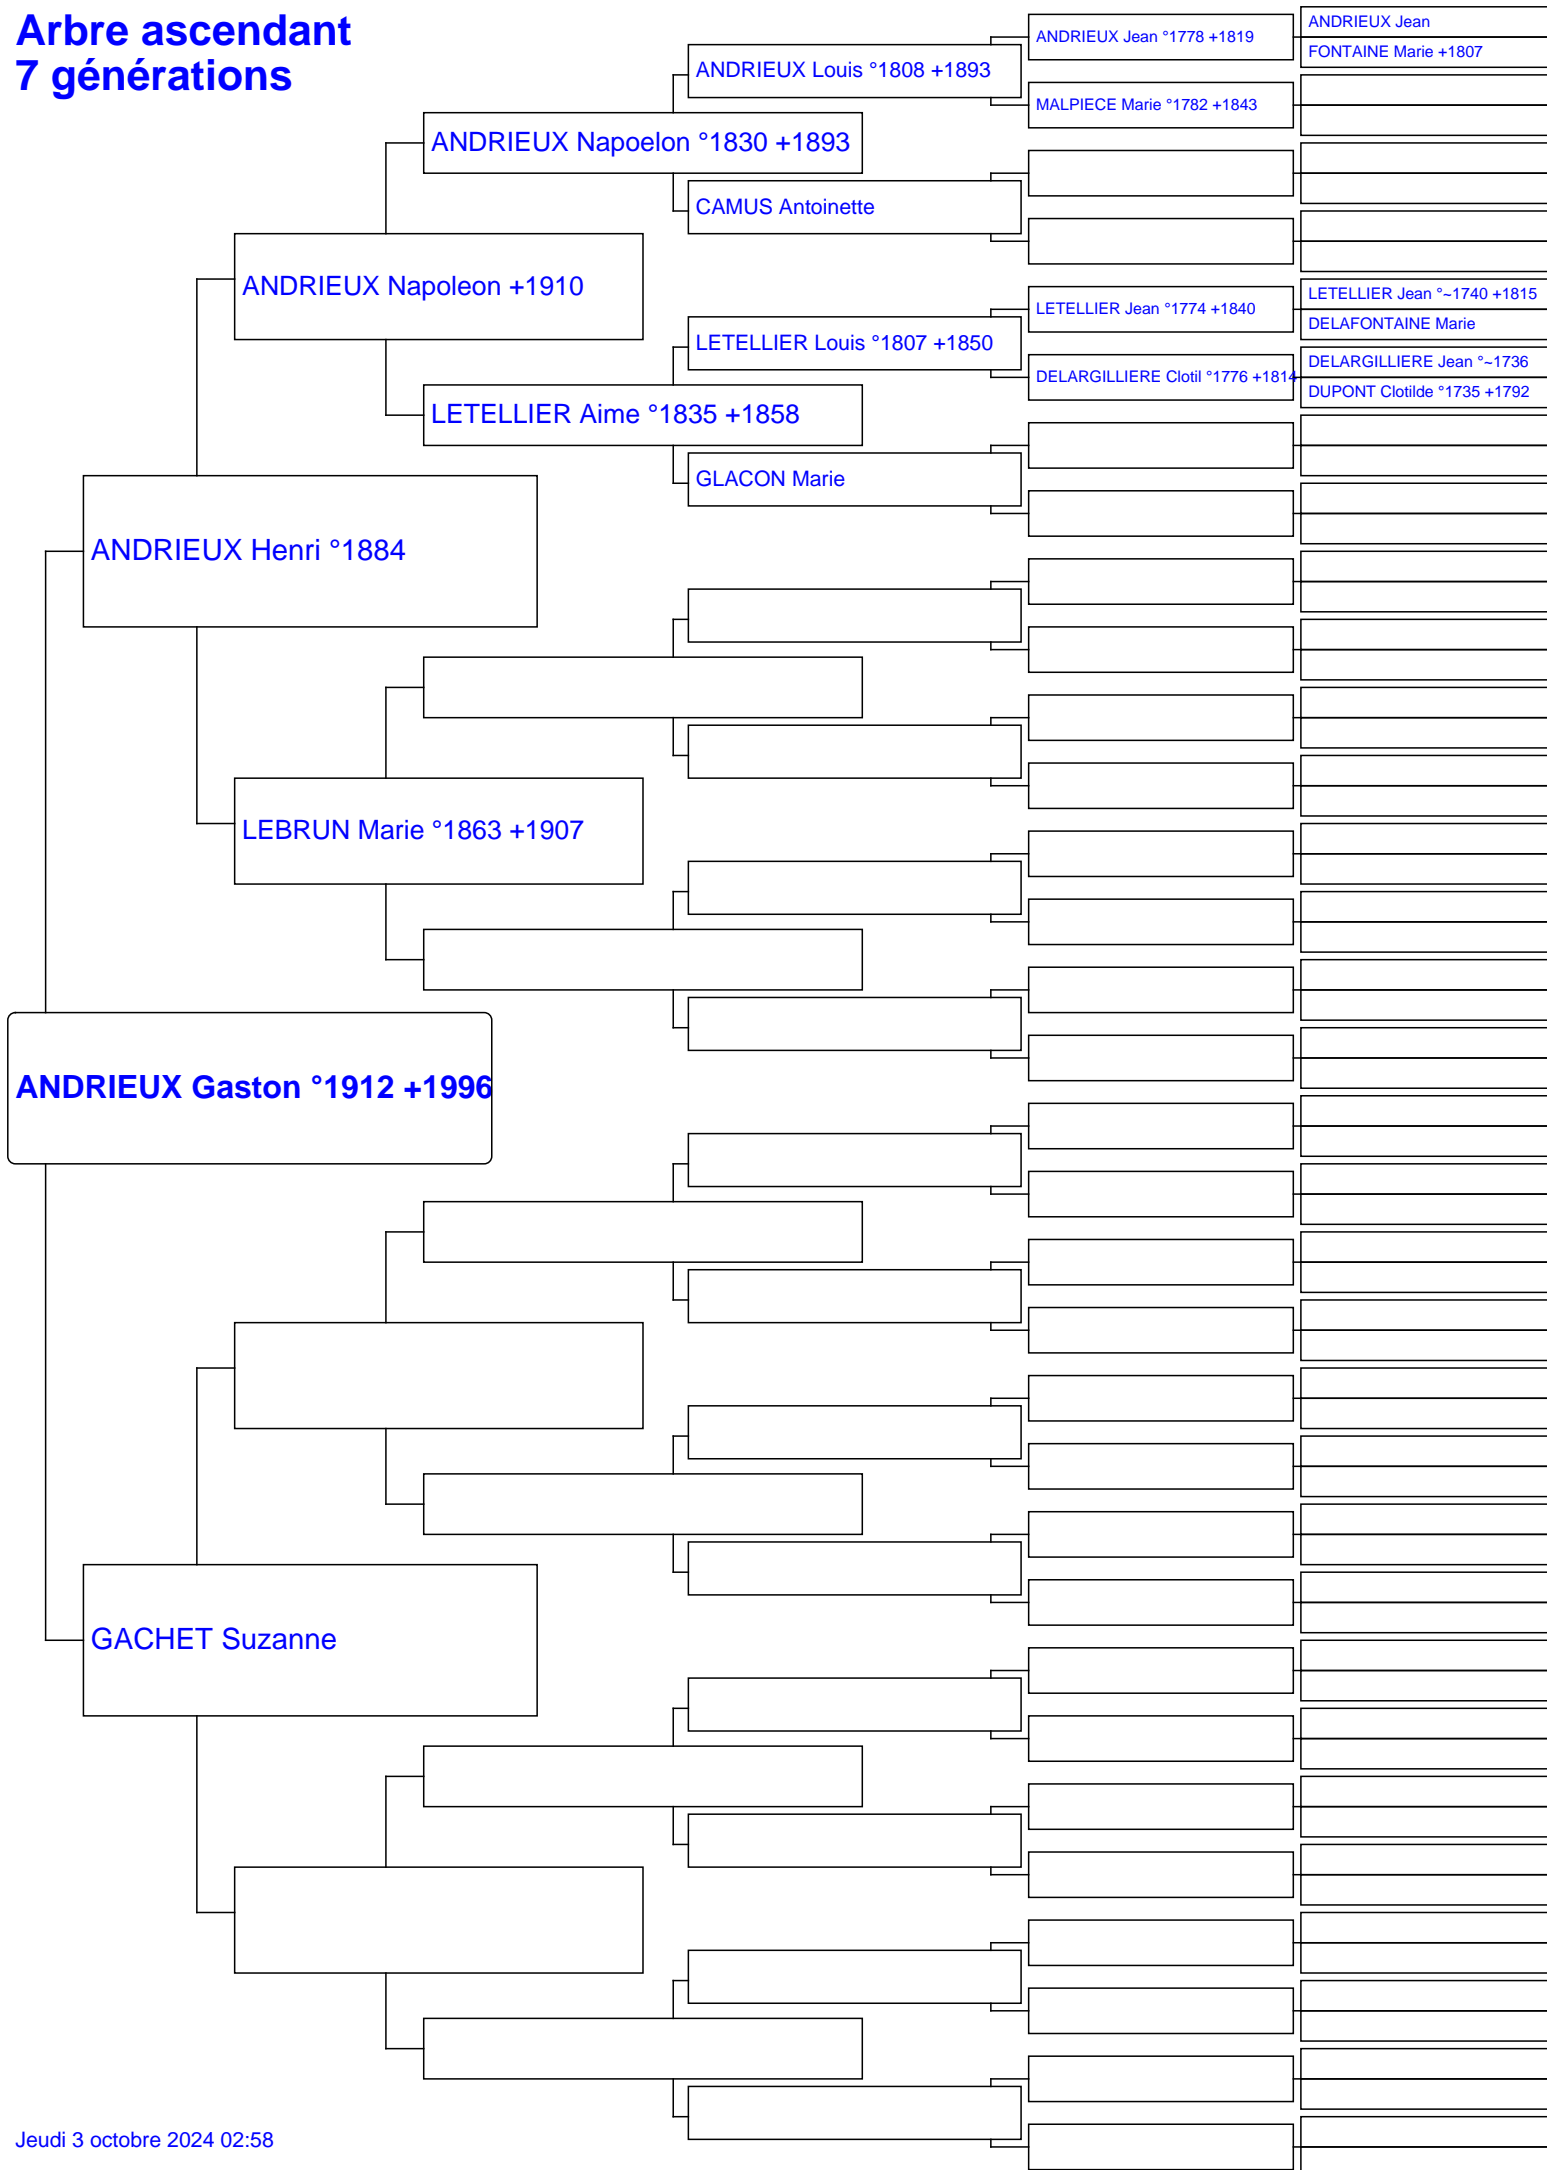 Arbre ascendant
7 générations
ANDRIEUX Jean °1778 +1819
ANDRIEUX Jean
FONTAINE Marie +1807
ANDRIEUX Louis °1808 +1893
MALPIECE Marie °1782 +1843
ANDRIEUX Napoelon °1830 +1893
CAMUS Antoinette
ANDRIEUX Napoleon +1910
LETELLIER Jean °1774 +1840
LETELLIER Jean °~1740 +1815
DELAFONTAINE Marie
LETELLIER Louis °1807 +1850
DELARGILLIERE Clotil °1776 +1814
DELARGILLIERE Jean °~1736
DUPONT Clotilde °1735 +1792
LETELLIER Aime °1835 +1858
GLACON Marie
ANDRIEUX Henri °1884
LEBRUN Marie °1863 +1907
ANDRIEUX Gaston °1912 +1996
GACHET Suzanne
Jeudi 3 octobre 2024 02:58